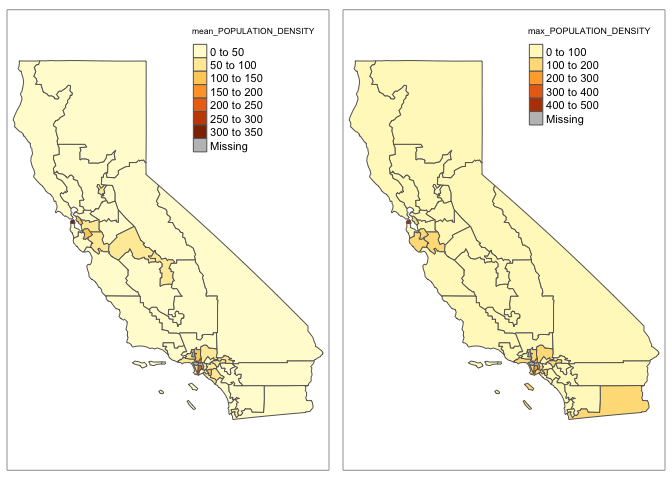 mean_POPULATION_DENSITY
0 to 50
50 to 100
100 to 150
150 to 200
200 to 250
250 to 300
300 to 350
Missing
max_POPULATION_DENSITY
0 to 100
100 to 200
200 to 300
300 to 400
400 to 500
Missing